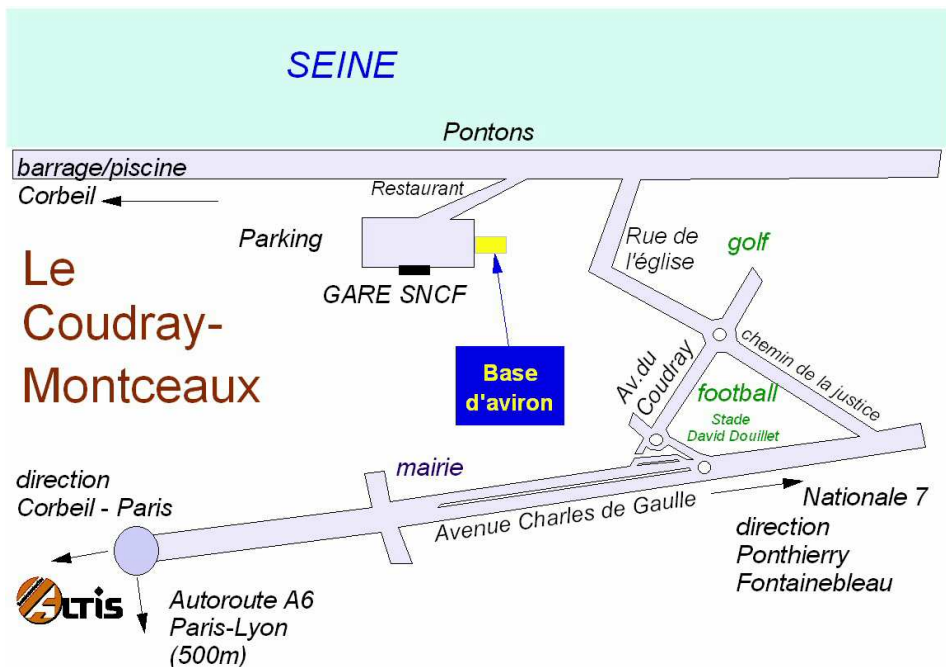 SEINE
Pontons
barrage/piscine
Corbeil
Restaurant
Parking
GARE SNCF
Rue de
l'église
golf
Le
Coudray-
Montceaux
Base
d'aviron
Av.du
Coudray
chemin de la justice
football
Stade
David Douillet
mairie
direction
Corbeil - Paris
Avenue Charles de Gaulle
Nationale 7
direction
Ponthierry
Fontainebleau
ALTIS
Autoroute A6
Paris-Lyon
(500m)